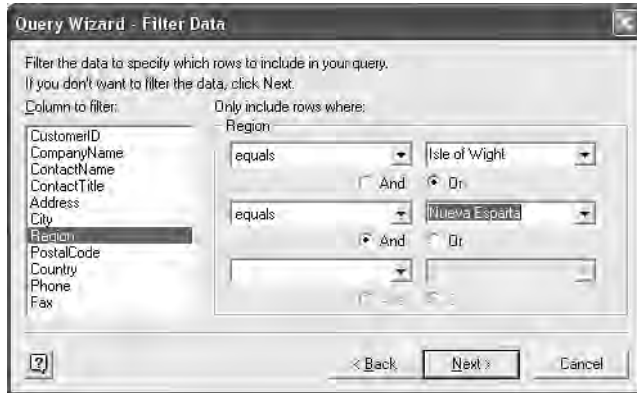 Query Wizard - Filter Data
Filter the data to specify which rows to include in your query.
If you don't want to filter the data, click Next.
Column to filter:
Only include rows where:
CustomerID
CompanyName
ContactName
ContactTitle
Address
City
Region
PostalCode
Country
Phone
Fax
Region
equals
Isle of Wight
And
Or
equals
Nueva Esparta
And
Or
?
< Back
Next >
Cancel